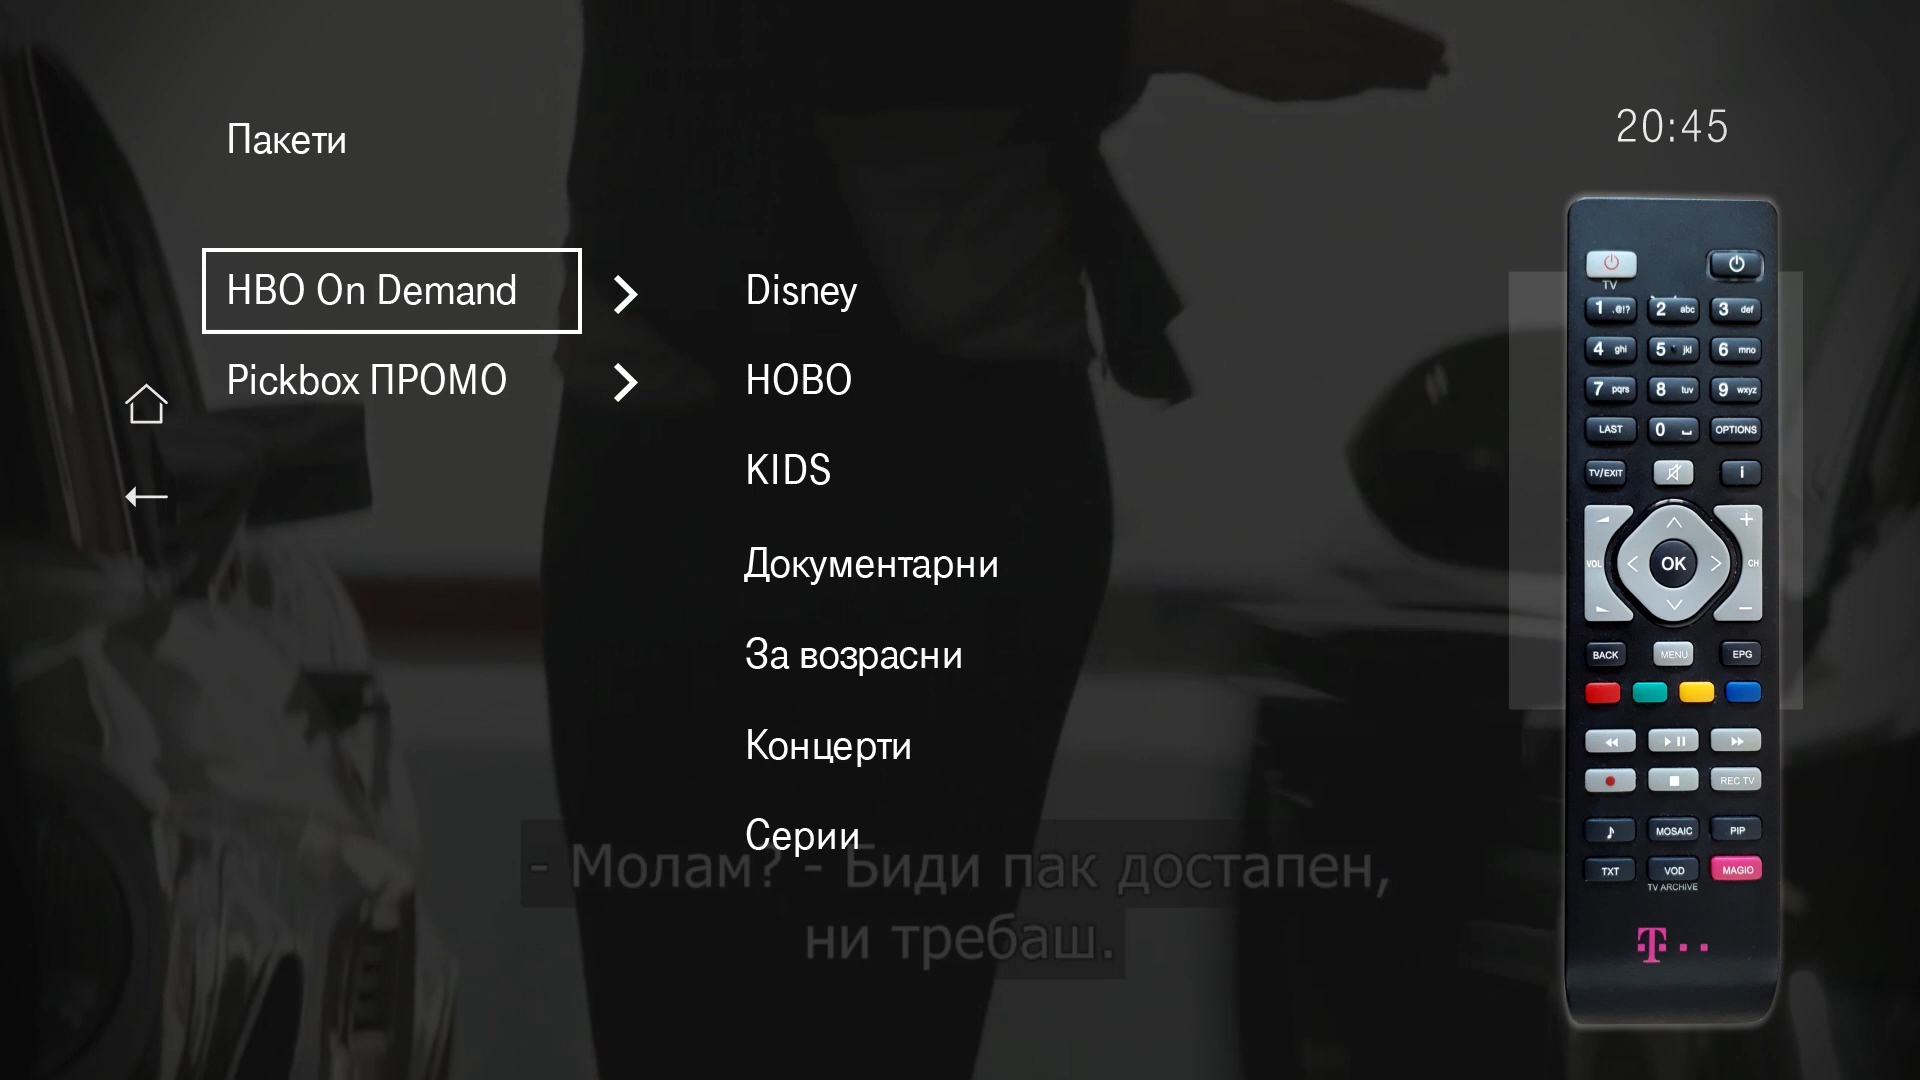 Пакети
20:45
HBO On Demand
Pickbox ПРОМО
Disney
НОВО
KIDS
Документарни
За возрасни
Концерти
Серии
- Молам? - Биди пак достапен,
ни требаш.
TV
1 .@!? 2 abc 3 def
4 ghi 5 jkl 6 mno
7 pqrs 8 tuv 9 wxyz
LAST 0 OPTIONS
TV/EXIT i
+
VOL OK CH
−
BACK MENU EPG
REC TV
MOSAIC PIP
TXT VOD MAGIO
TV ARCHIVE
T